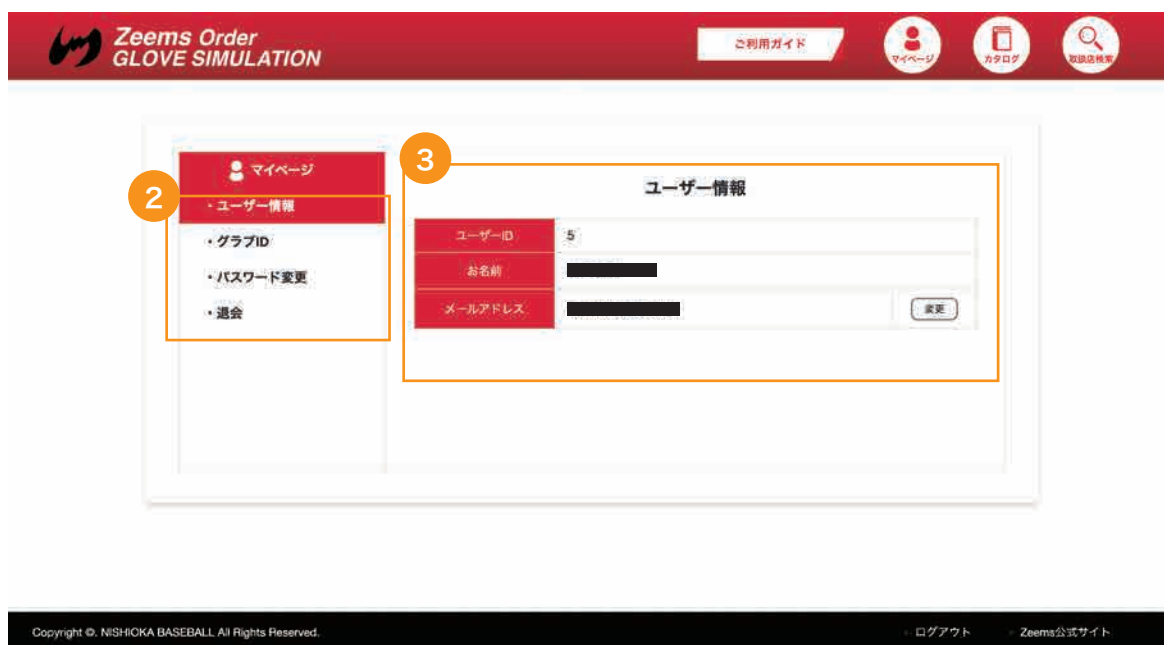 Zeems Order
GLOVE SIMULATION
ご利用ガイド
マイページ
カタログ
取扱店検索
マイページ
2
・ユーザー情報
・グラブID
・パスワード変更
・退会
3
ユーザー情報
ユーザーID 5
お名前
メールアドレス 変更
Copyright ©. NISHIOKA BASEBALL All Rights Reserved.
ログアウト
Zeems公式サイト